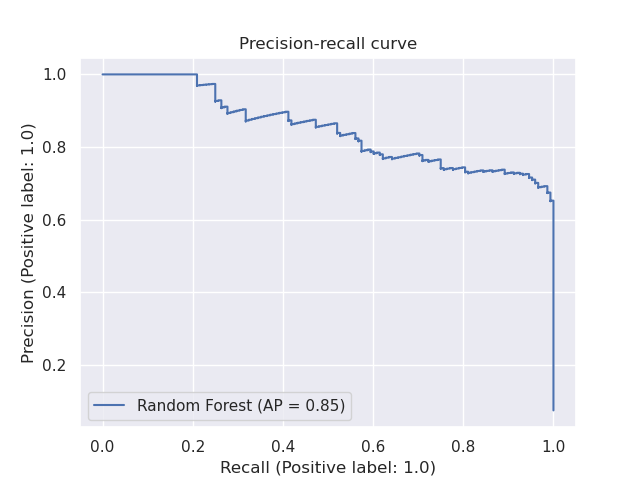 Precision-recall curve
1.0
0.8
0.6
0.4
0.2
Precision (Positive label: 1.0)
Random Forest (AP = 0.85)
0.0 0.2 0.4 0.6 0.8 1.0
Recall (Positive label: 1.0)